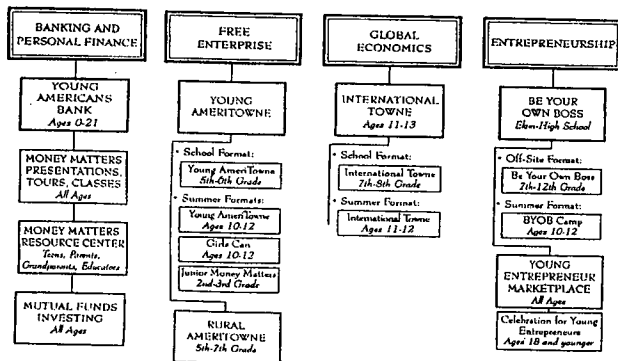 BANKING AND
PERSONAL FINANCE
YOUNG
AMERICANS
BANK
Ages 0-21
MONEY MATTERS
PRESENTATIONS,
TOURS, CLASSES
All Ages
MONEY MATTERS
RESOURCE CENTER
Teens, Parents,
Grandparents, Educators
MUTUAL FUNDS
INVESTING
All Ages
FREE
ENTERPRISE
YOUNG
AMERITOWNE
• School Format:
Young AmeriTowne
5th-6th Grade
• Summer Formats:
Young AmeriTowne
Ages 10-12
Girls Can
Ages 10-12
Junior Money Matters
2nd-3rd Grade
RURAL
AMERITOWNE
5th-7th Grade
GLOBAL
ECONOMICS
INTERNATIONAL
TOWNE
Ages 11-13
• School Format:
International Towne
7th-8th Grade
• Summer Format:
International Towne
Ages 11-12
ENTREPRENEURSHIP
BE YOUR
OWN BOSS
Elem-High School
• Off-Site Format:
Be Your Own Boss
7th-12th Grade
• Summer Format:
BYOB Camp
Ages 10-12
YOUNG
ENTREPRENEUR
MARKETPLACE
All Ages
Celebration for Young
Entrepreneurs
Ages 18 and younger